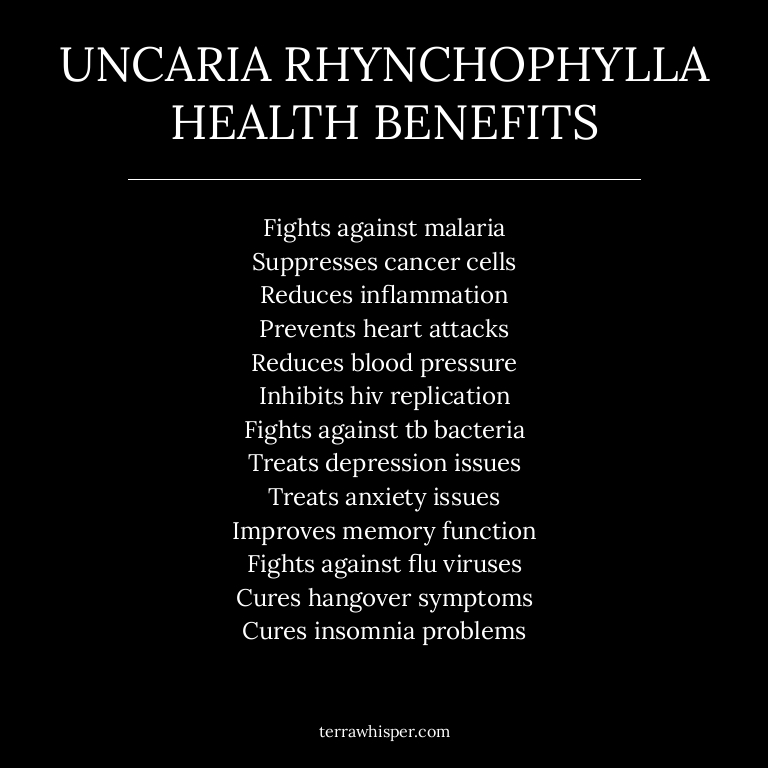 UNCARIA RHYNCHOPHYLLA
HEALTH BENEFITS
Fights against malaria
Suppresses cancer cells
Reduces inflammation
Prevents heart attacks
Reduces blood pressure
Inhibits hiv replication
Fights against tb bacteria
Treats depression issues
Treats anxiety issues
Improves memory function
Fights against flu viruses
Cures hangover symptoms
Cures insomnia problems
terrawhisper.com